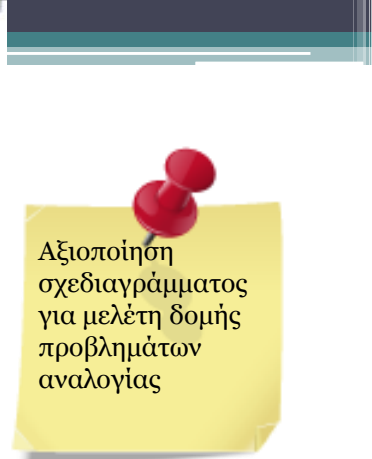 Αξιοποίηση
σχεδιαγράμματος
για μελέτη δομής
προβλημάτων
αναλογίας